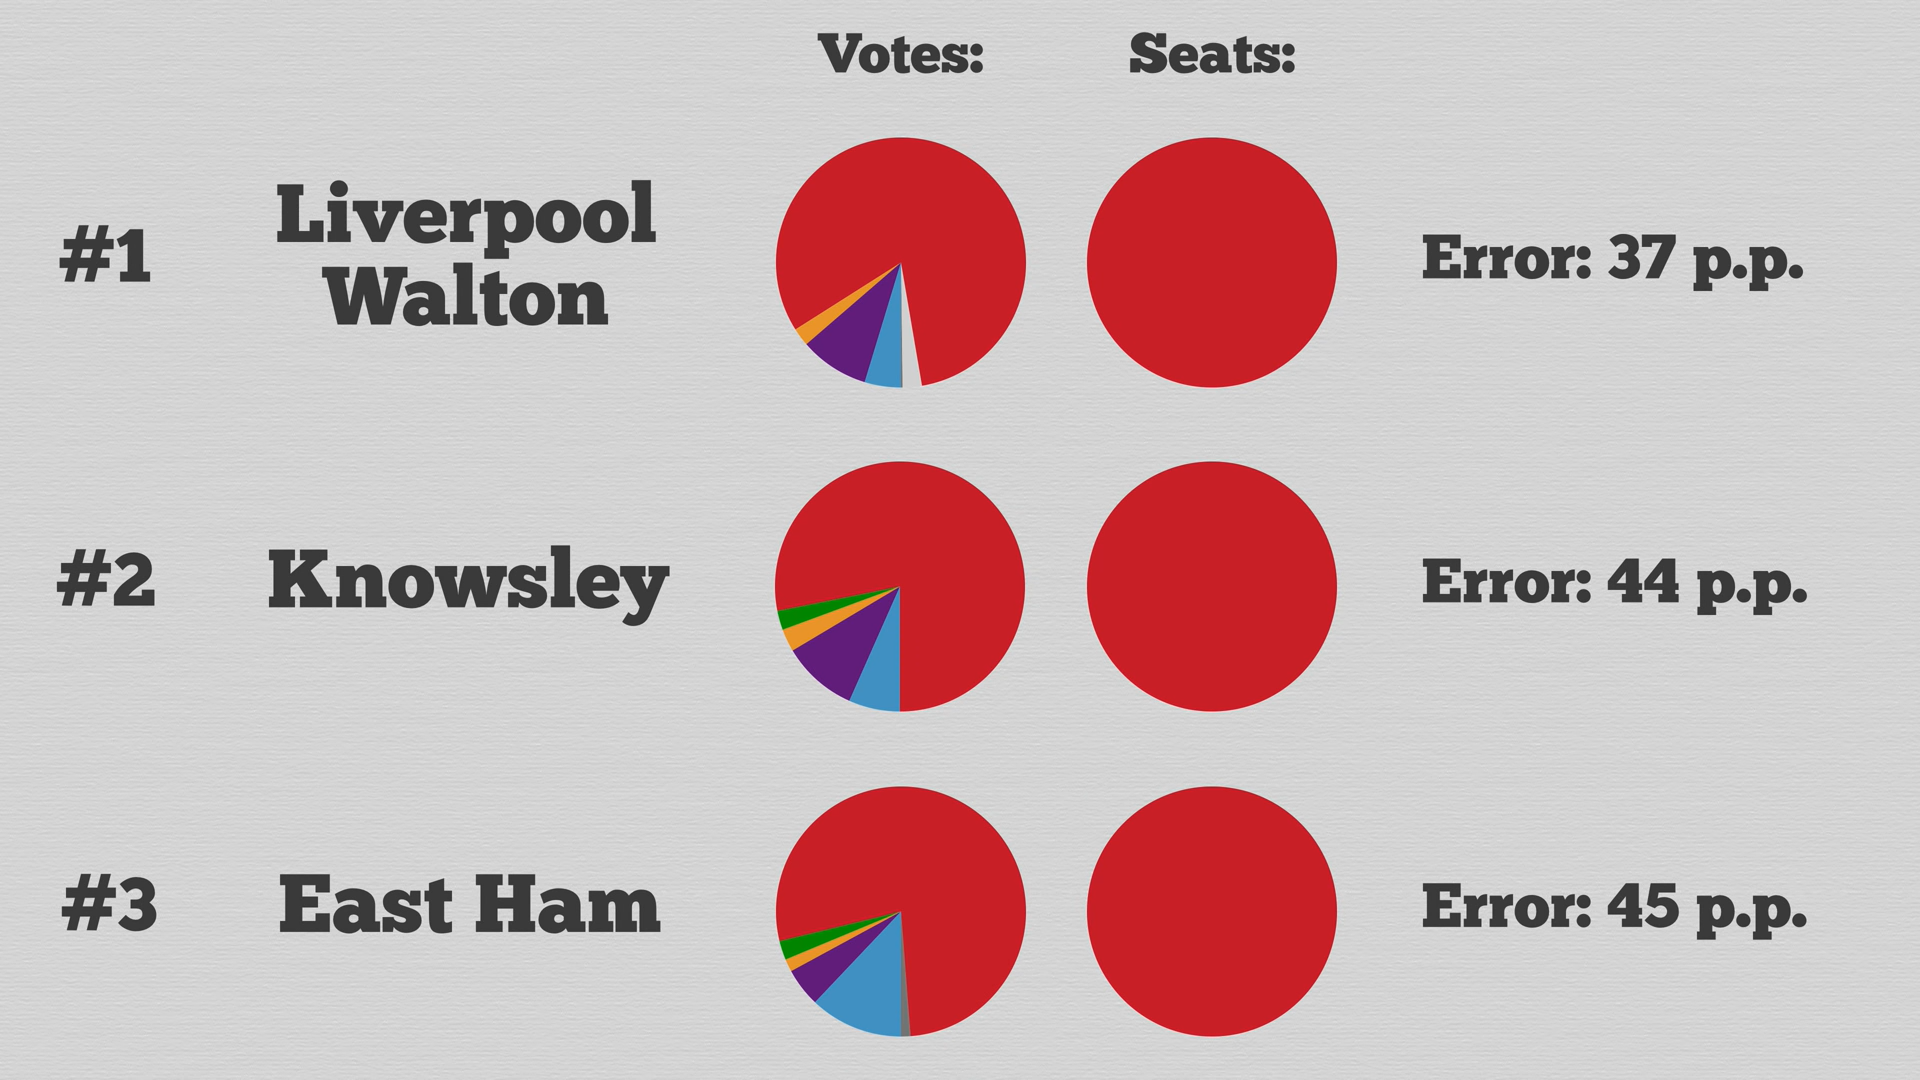 Votes: Seats:
#1 Liverpool Walton Error: 37 p.p.
#2 Knowsley Error: 44 p.p.
#3 East Ham Error: 45 p.p.